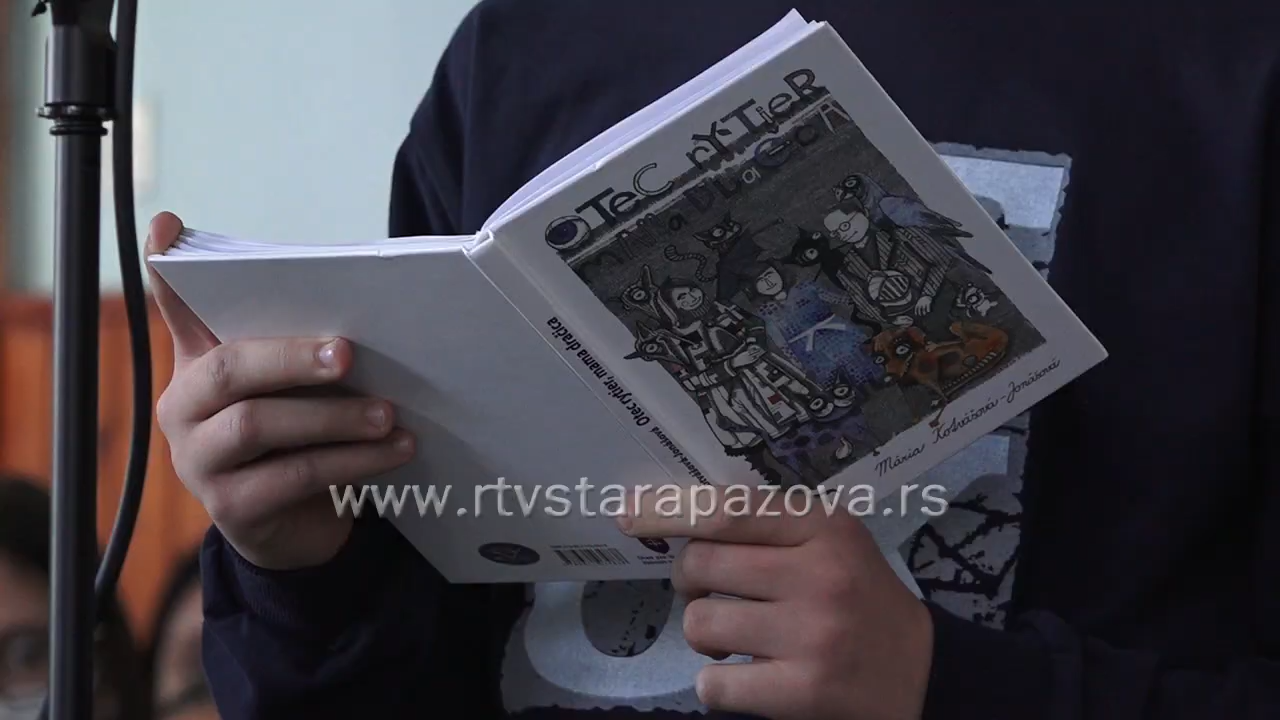 OTeC rYTIeR
MaMa DRaČiCA
Mária Kotvášová-Jonášová
Otec rytier, mama dračica
www.rtvstarapazova.rs